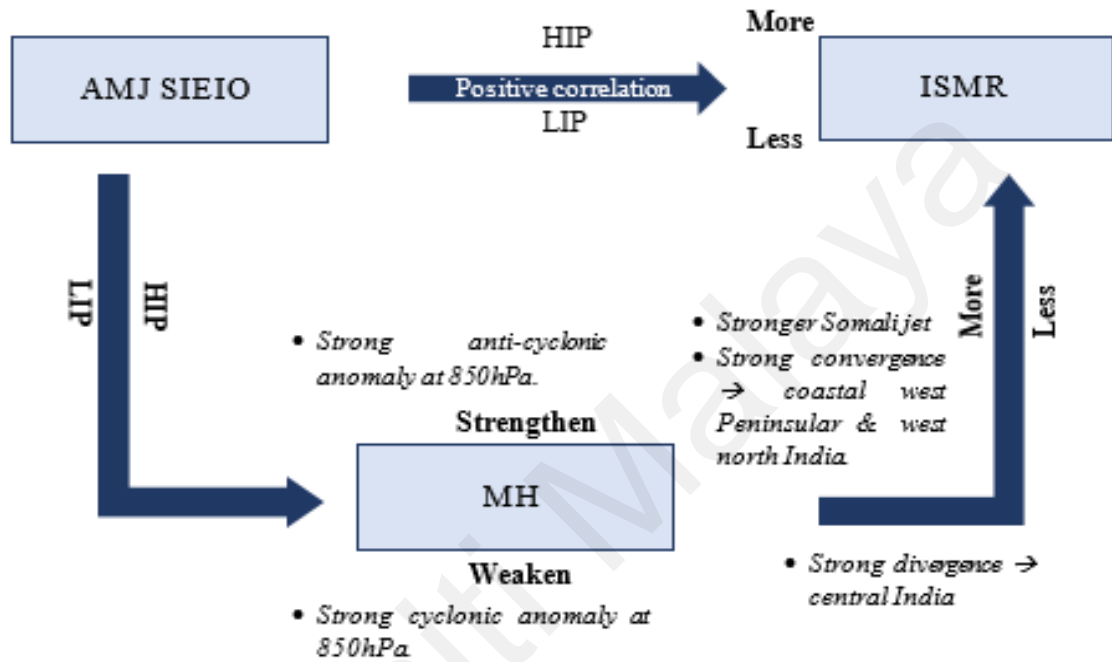 HIP
More
AMJ SIEIO
Positive correlation
ISMR
LIP
Less
LIP
HIP
• Strong anti-cyclonic
anomaly at 850hPa.
Strengthen
MH
Weaken
• Strong cyclonic anomaly at
850hPa
• Stronger Somali jet
• Strong convergence
→ coastal west
Peninsular & west
north India
More
Less
• Strong divergence →
central India
iti Malaya